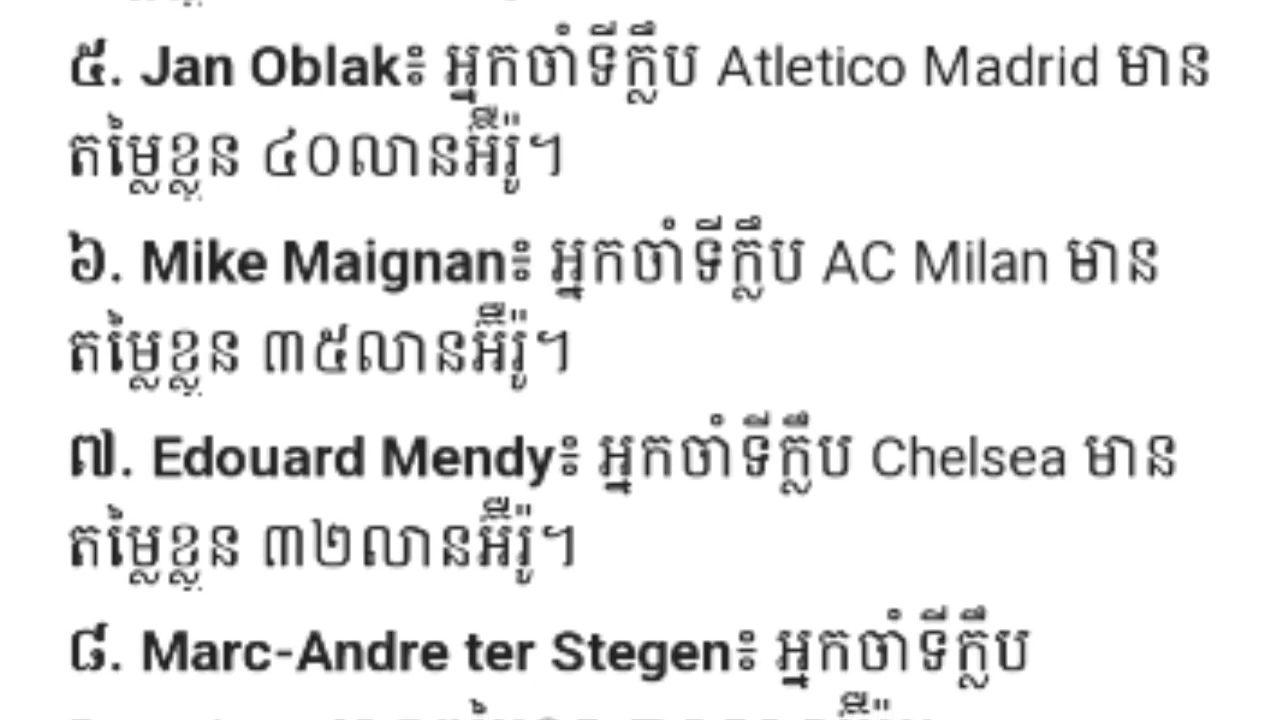 ៥. Jan Oblak៖ អ្នកចាំទីក្លឹប Atletico Madrid មាន
តម្លៃខ្លួន ៤០លានអ៊ីរ៉ូ។
៦. Mike Maignan៖ អ្នកចាំទីក្លឹប AC Milan មាន
តម្លៃខ្លួន ៣៥លានអ៊ីរ៉ូ។
៧. Edouard Mendy៖ អ្នកចាំទីក្លឹប Chelsea មាន
តម្លៃខ្លួន ៣២លានអ៊ីរ៉ូ។
៨. Marc-Andre ter Stegen៖ អ្នកចាំទីក្លឹប